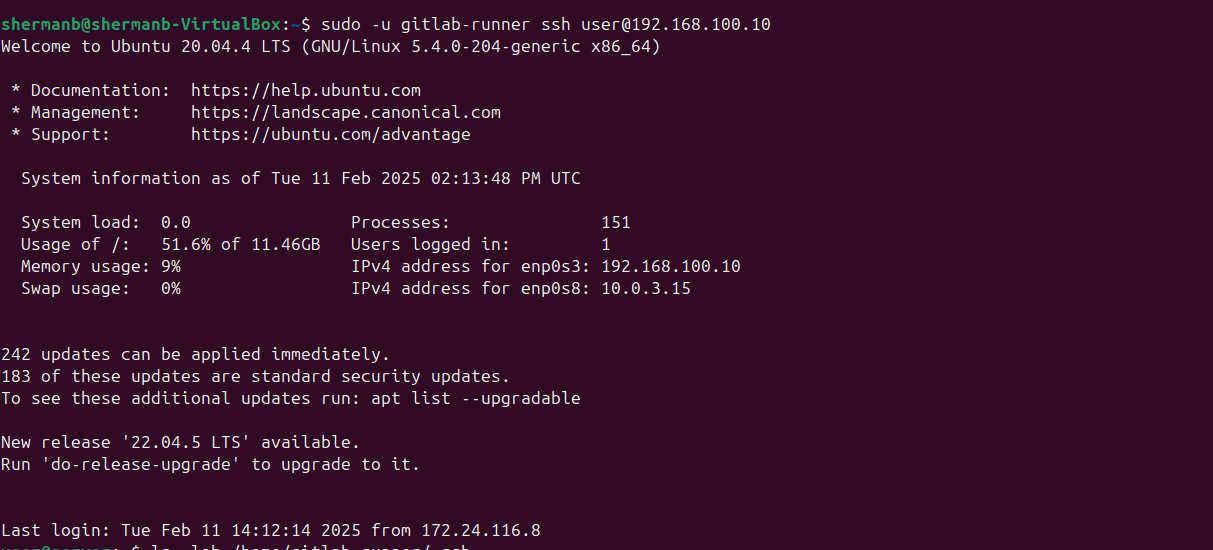 shermanb@shermanb-VirtualBox:~$ sudo -u gitlab-runner ssh user@192.168.100.10
Welcome to Ubuntu 20.04.4 LTS (GNU/Linux 5.4.0-204-generic x86_64)
* Documentation: https://help.ubuntu.com
* Management: https://landscape.canonical.com
* Support: https://ubuntu.com/advantage
System information as of Tue 11 Feb 2025 02:13:48 PM UTC
System load: 0.0 Processes: 151
Usage of /: 51.6% of 11.46GB Users logged in: 1
Memory usage: 9% IPv4 address for enp0s3: 192.168.100.10
Swap usage: 0% IPv4 address for enp0s8: 10.0.3.15
242 updates can be applied immediately.
183 of these updates are standard security updates.
To see these additional updates run: apt list --upgradable
New release '22.04.5 LTS' available.
Run 'do-release-upgrade' to upgrade to it.
Last login: Tue Feb 11 14:12:14 2025 from 172.24.116.8